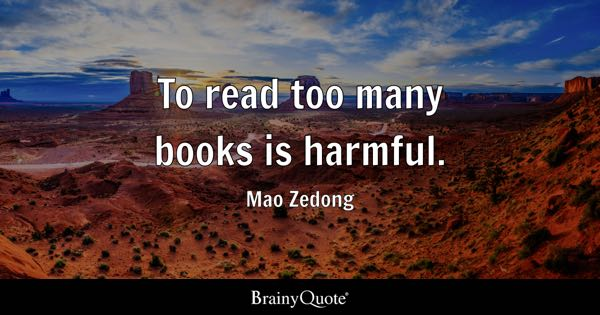 To read too many
books is harmful.
Mao Zedong
BrainyQuote®